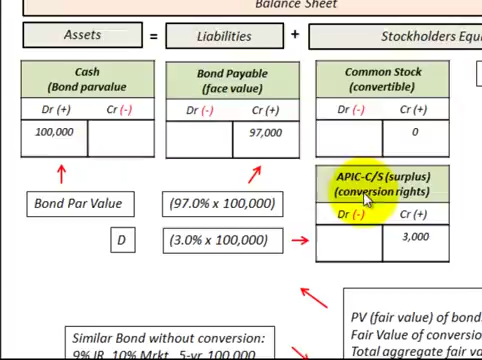 Balance Sheet
Assets = Liabilities + Stockholders Equi
Cash
(Bond parvalue
Dr (+) Cr (-)
100,000
Bond Payable
(face value)
Dr (-) Cr (+)
97,000
Common Stock
(convertible)
Dr (-) Cr (+)
0
APIC-C/S (surplus)
(conversion rights)
Dr (-) Cr (+)
3,000
Bond Par Value
(97.0% x 100,000)
D
(3.0% x 100,000)
PV (fair value) of bond
Fair Value of conversio
Total aggregate fair va
Similar Bond without conversion:
9% IR, 10% Mrkt, 5-yr 100,000